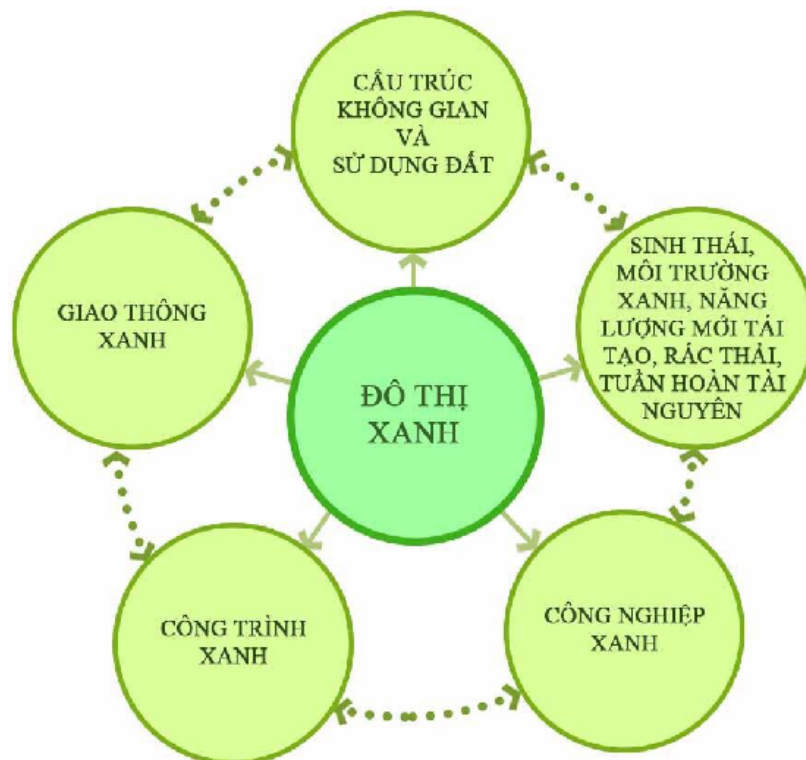 CẤU TRÚC
KHÔNG GIAN
VÀ
SỬ DỤNG ĐẤT
SINH THÁI,
MÔI TRƯỜNG
XANH, NĂNG
LƯỢNG MỚI TÁI
TẠO, RÁC THẢI,
TUẦN HOÀN TÀI
NGUYÊN
GIAO THÔNG
XANH
ĐÔ THỊ
XANH
CÔNG TRÌNH
XANH
CÔNG NGHIỆP
XANH